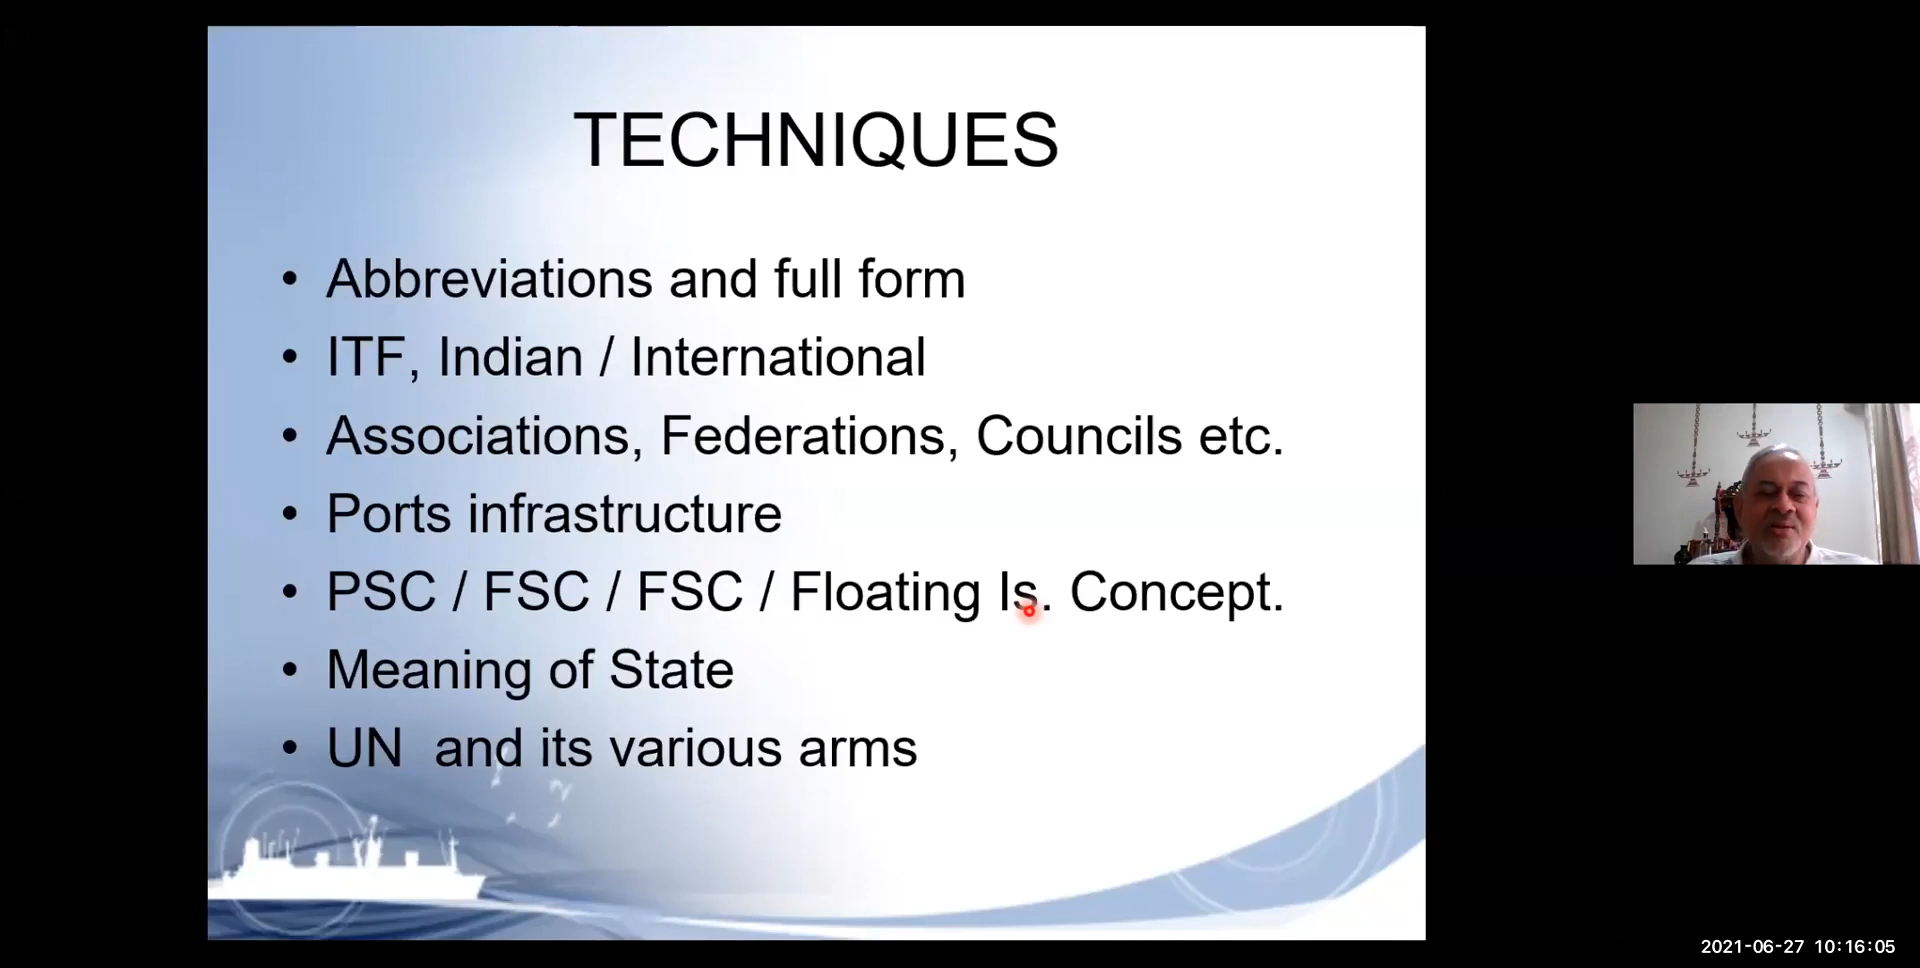 TECHNIQUES
• Abbreviations and full form
• ITF, Indian / International
• Associations, Federations, Councils etc.
• Ports infrastructure
• PSC / FSC / FSC / Floating Is. Concept.
• Meaning of State
• UN  and its various arms
2021-06-27 10:16:05